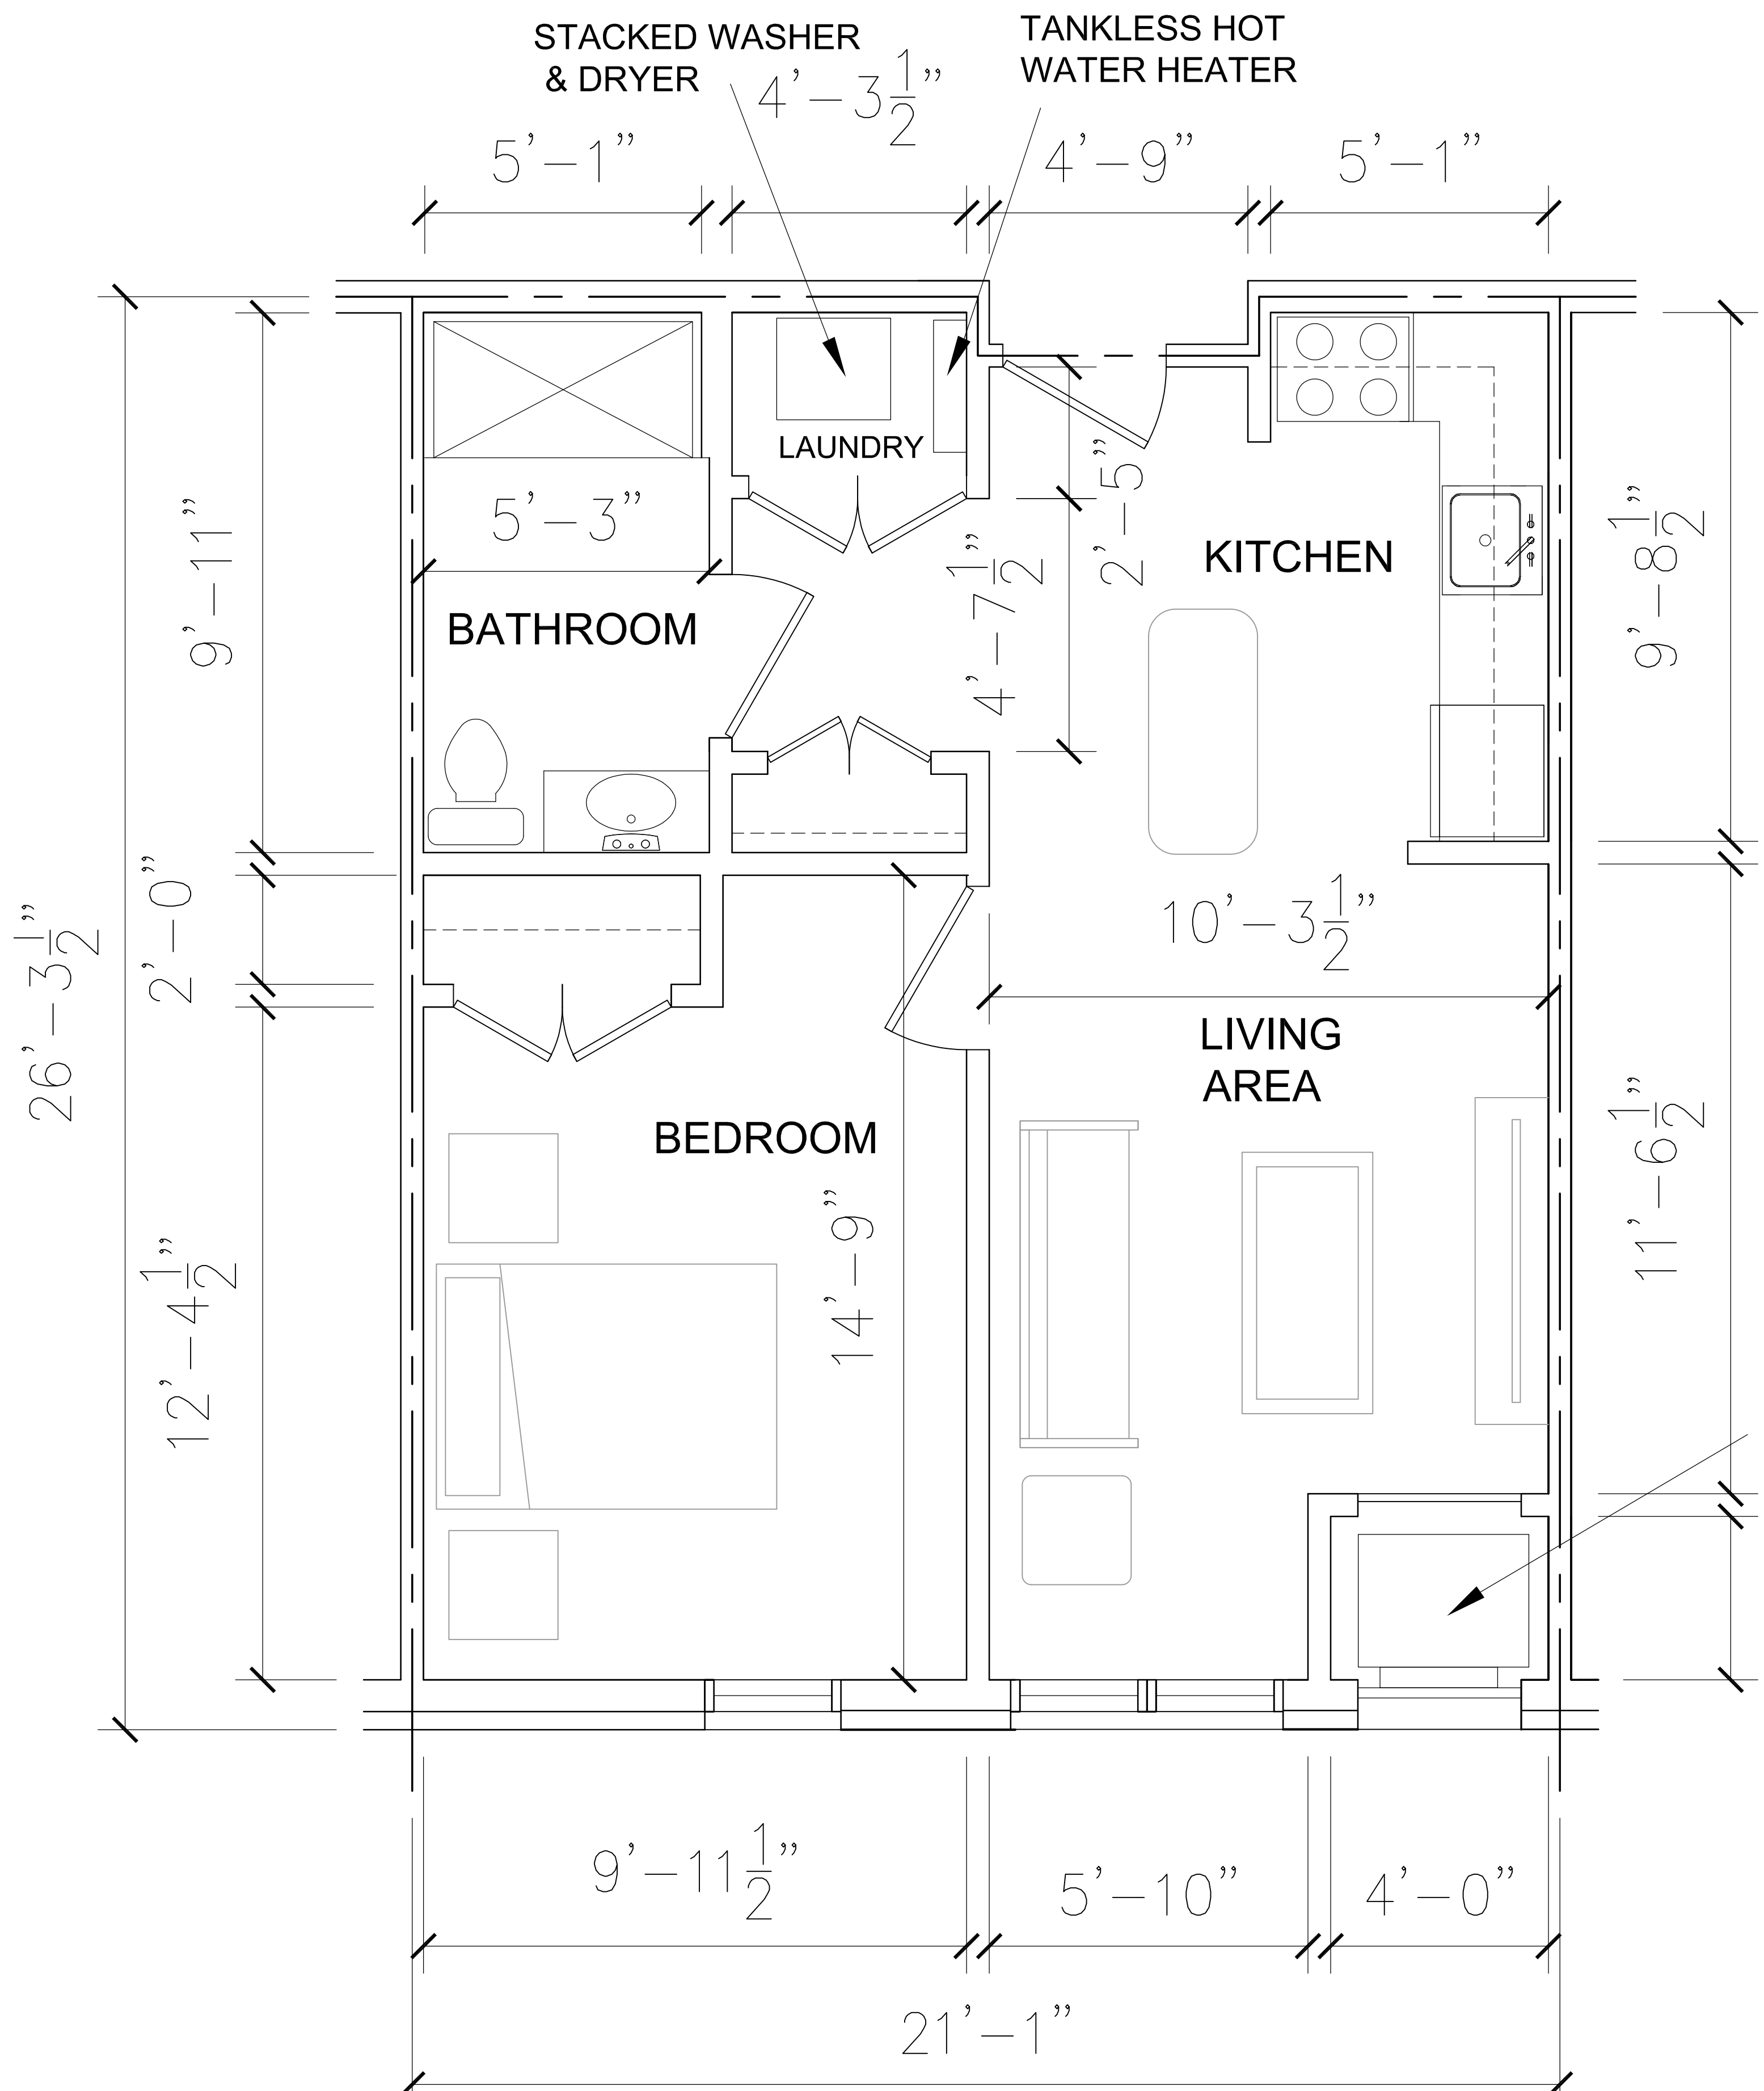 STACKED WASHER
& DRYER
TANKLESS HOT
WATER HEATER
5'-1"
4'-3 1/2"
4'-9"
5'-1"
LAUNDRY
5'-3"
2'-5"
KITCHEN
9'-11"
4'-7 1/2"
9'-8 1/2"
BATHROOM
2'-0"
26'-3 1/2"
10'-3 1/2"
LIVING
AREA
BEDROOM
14'-9"
12'-4 1/2"
11'-6 1/2"
9'-11 1/2"
5'-10"
4'-0"
21'-1"